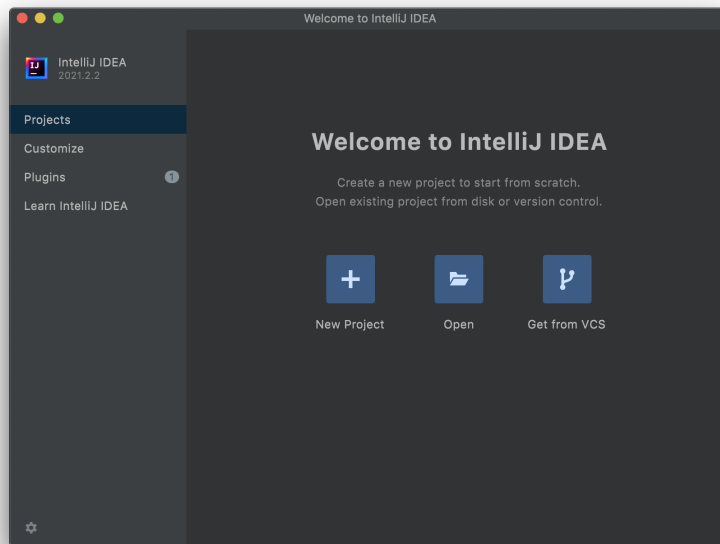 Welcome to IntelliJ IDEA
IJ
IntelliJ IDEA
2021.2.2
Projects
Customize
Plugins
1
Learn IntelliJ IDEA
Welcome to IntelliJ IDEA
Create a new project to start from scratch.
Open existing project from disk or version control.
New Project
Open
Get from VCS